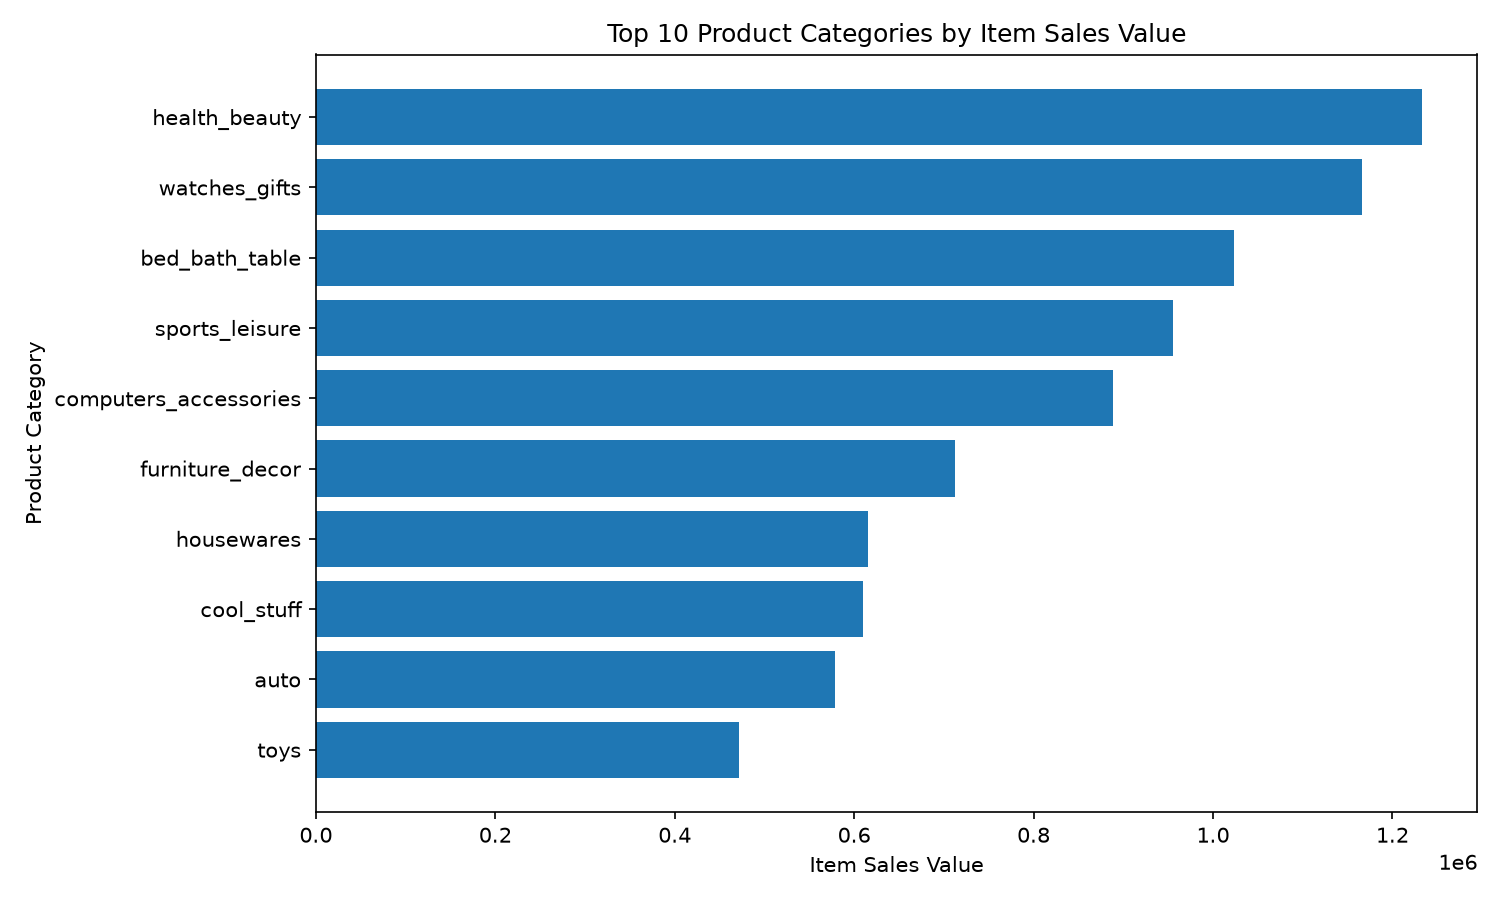 Top 10 Product Categories by Item Sales Value
Product Category
health_beauty
watches_gifts
bed_bath_table
sports_leisure
computers_accessories
furniture_decor
housewares
cool_stuff
auto
toys
0.0 0.2 0.4 0.6 0.8 1.0 1.2
1e6
Item Sales Value